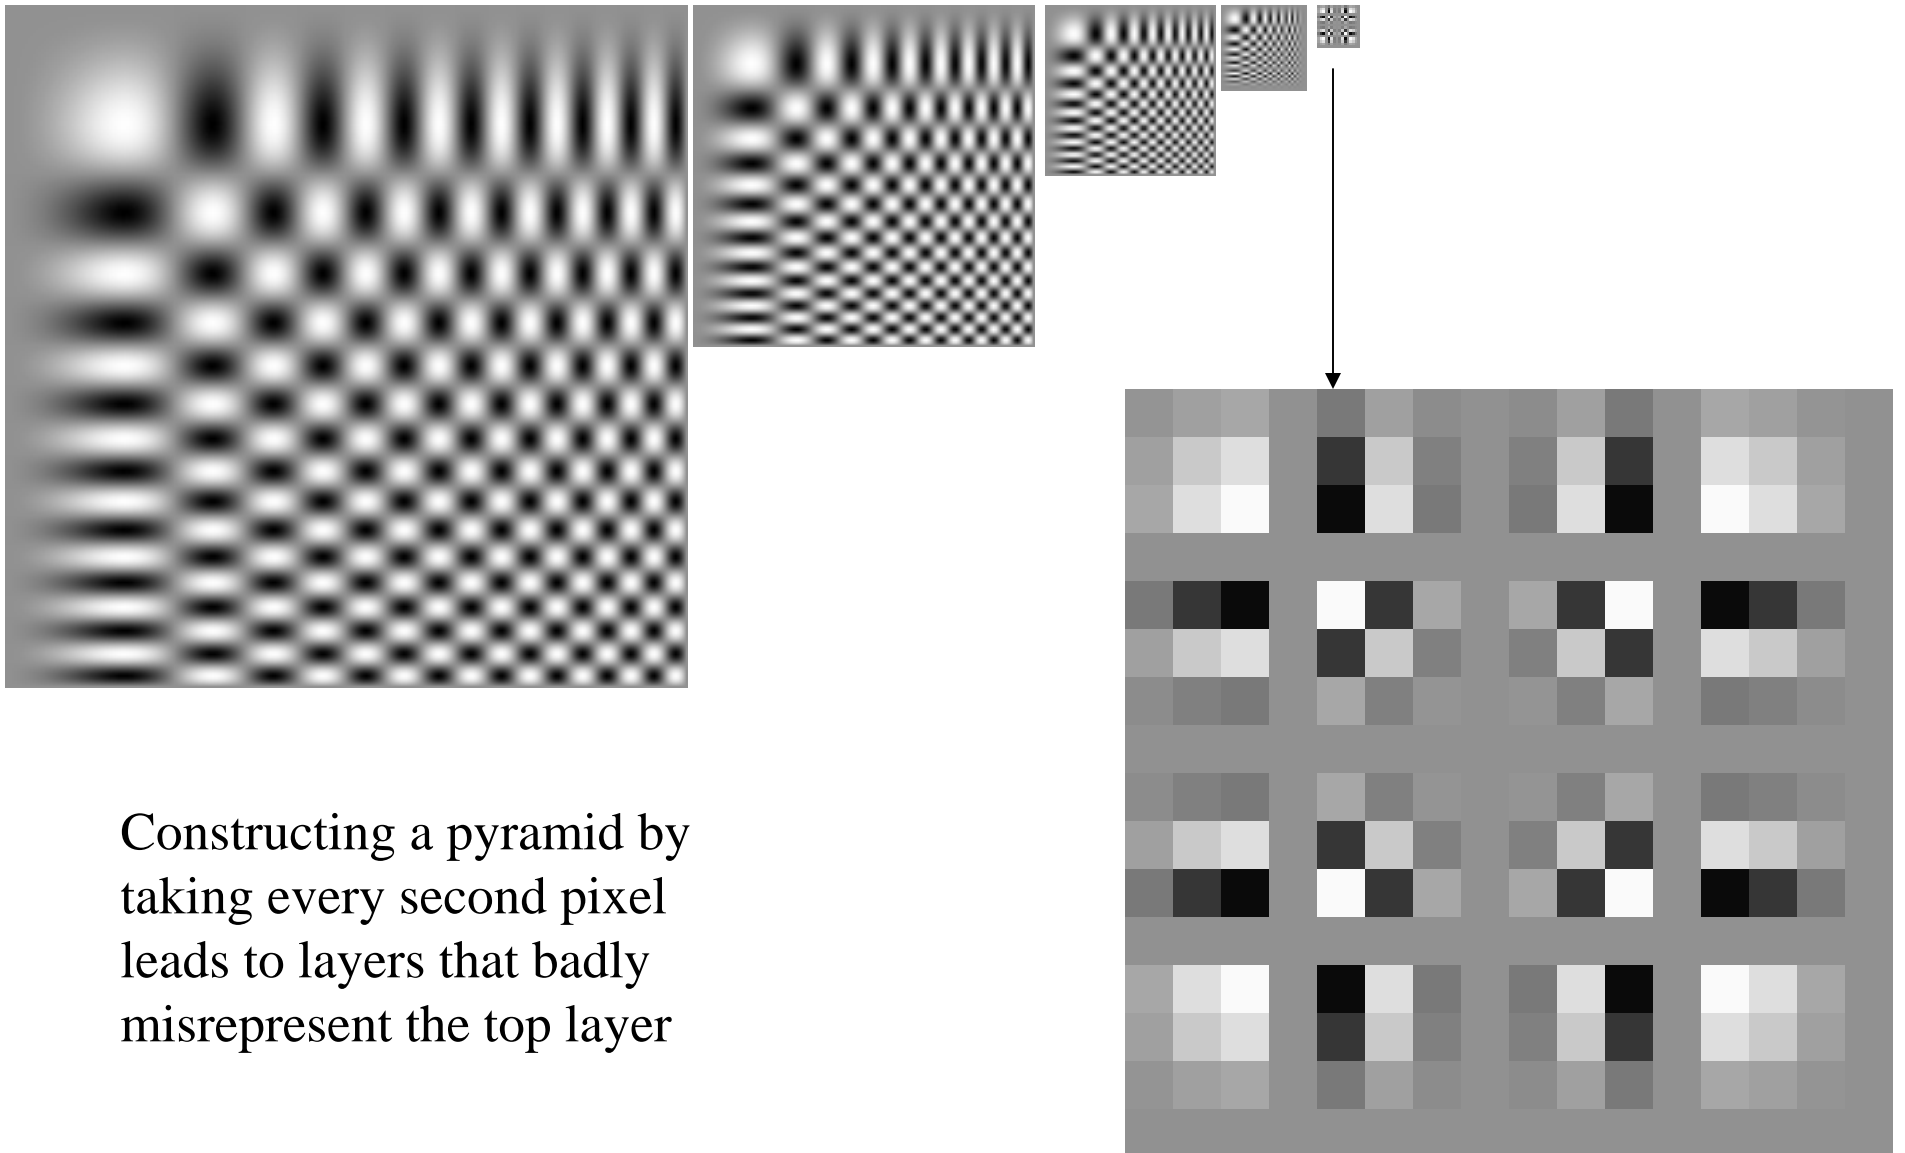 Constructing a pyramid by
taking every second pixel
leads to layers that badly
misrepresent the top layer